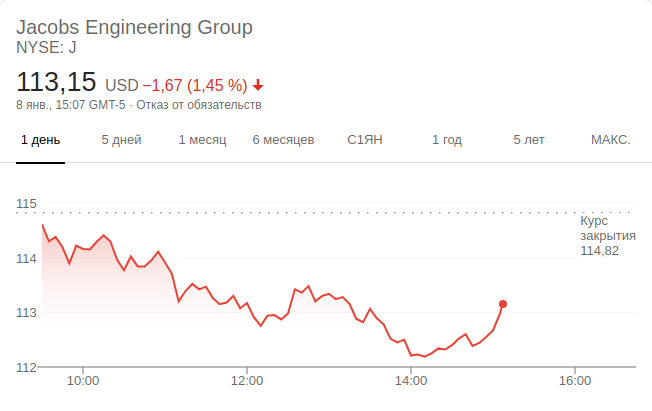 Jacobs Engineering Group
NYSE: J
113,15 USD −1,67 (1,45 %)
8 янв., 15:07 GMT-5 · Отказ от обязательств
1 день 5 дней 1 месяц 6 месяцев С1ЯН 1 год 5 лет МАКС.
115
Курс
закрытия
114,82
114
113
112
10:00 12:00 14:00 16:00